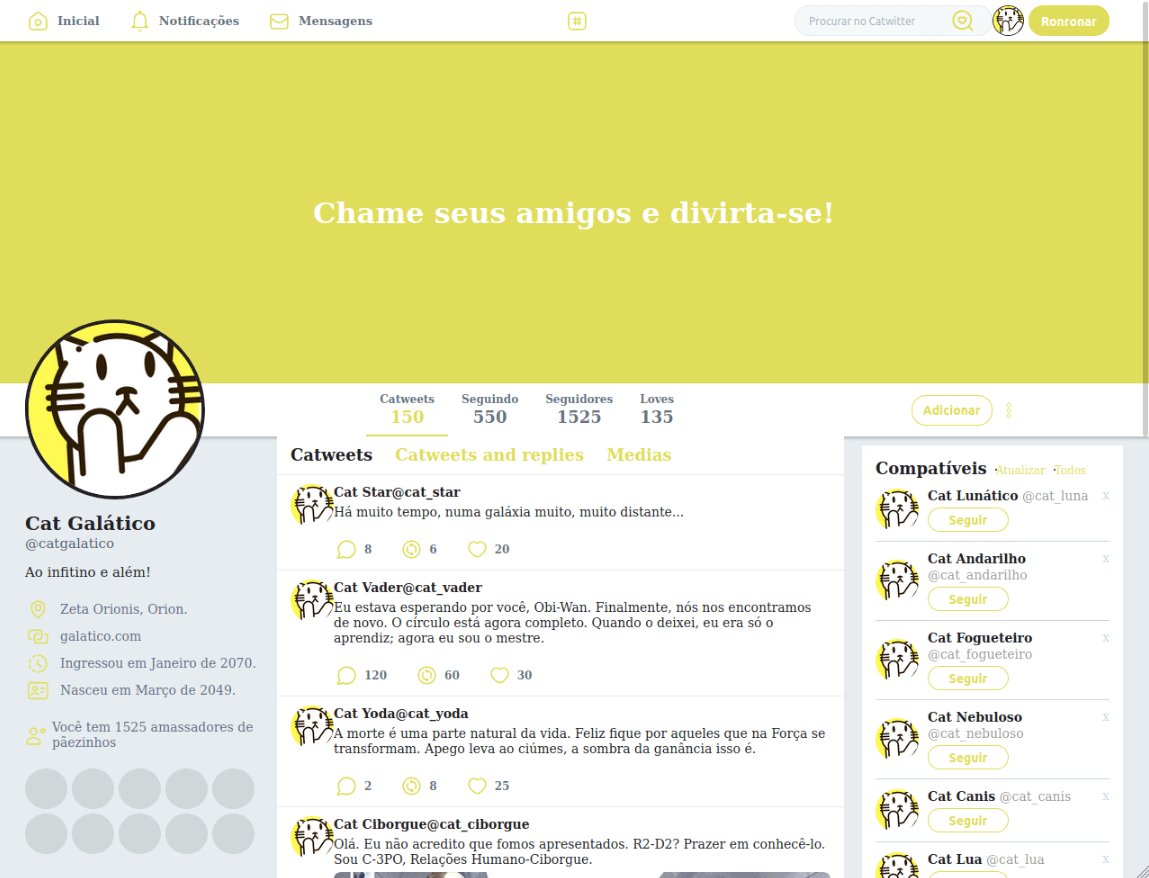 Inicial Notificações Mensagens Procurar no Catwitter Ronronar
Chame seus amigos e divirta-se!
Catweets Seguindo Seguidores Loves
150 550 1525 135
Adicionar
Cat Galático
@catgalatico
Ao infitino e além!
Zeta Orionis, Orion.
galatico.com
Ingressou em Janeiro de 2070.
Nasceu em Março de 2049.
Você tem 1525 amassadores de
pãezinhos
Catweets Catweets and replies Medias
Cat Star@cat_star
Há muito tempo, numa galáxia muito, muito distante...
8 6 20
Cat Vader@cat_vader
Eu estava esperando por você, Obi-Wan. Finalmente, nós nos encontramos
de novo. O círculo está agora completo. Quando o deixei, eu era só o
aprendiz; agora eu sou o mestre.
120 60 30
Cat Yoda@cat_yoda
A morte é uma parte natural da vida. Feliz fique por aqueles que na Força se
transformam. Apego leva ao ciúmes, a sombra da ganância isso é.
2 8 25
Cat Ciborgue@cat_ciborgue
Olá. Eu não acredito que fomos apresentados. R2-D2? Prazer em conhecê-lo.
Sou C-3PO, Relações Humano-Ciborgue.
Compatíveis ·Atualizar ·Todos
Cat Lunático @cat_luna x
Seguir
Cat Andarilho x
@cat_andarilho
Seguir
Cat Fogueteiro x
@cat_fogueteiro
Seguir
Cat Nebuloso x
@cat_nebuloso
Seguir
Cat Canis @cat_canis x
Seguir
Cat Lua @cat_lua x